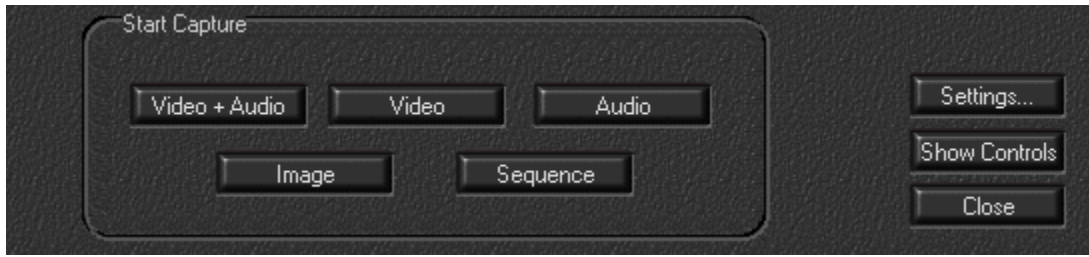 Start Capture
Video + Audio
Video
Audio
Image
Sequence
Settings...
Show Controls
Close